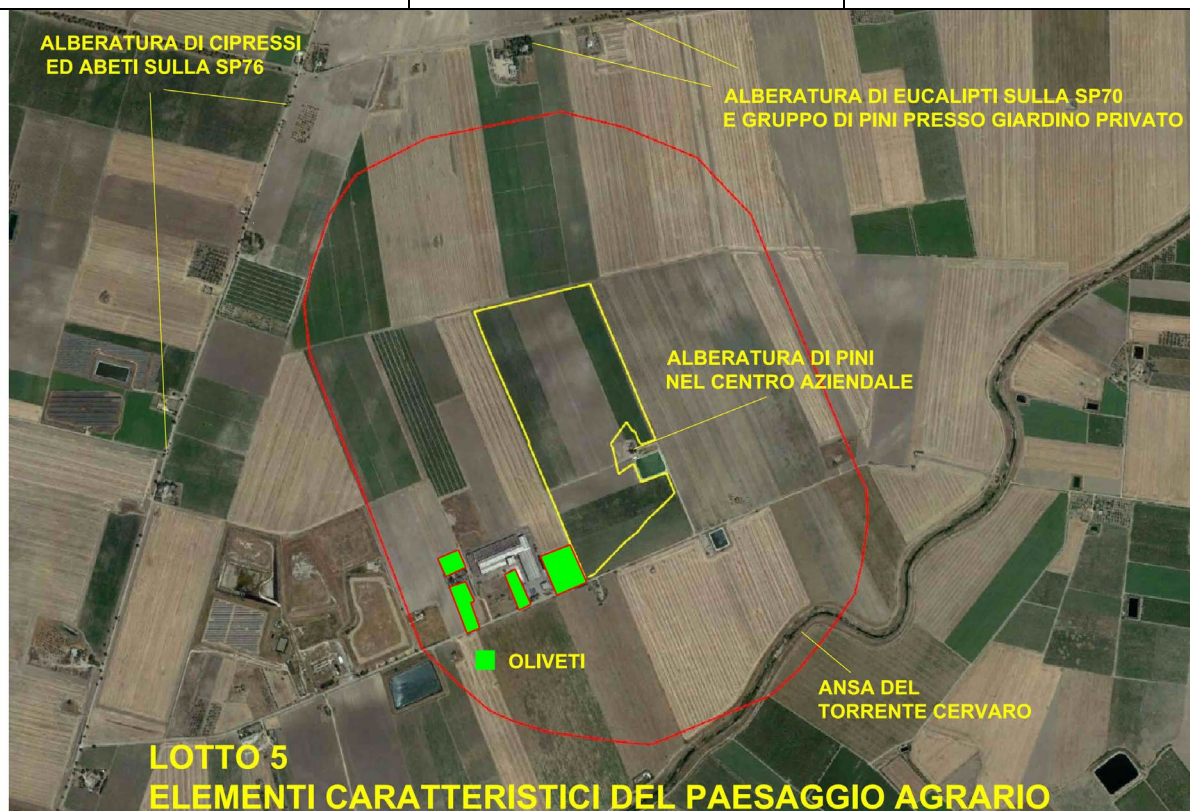 ALBERATURA DI CIPRESSI
ED ABETI SULLA SP76
ALBERATURA DI EUCALIPTI SULLA SP70
E GRUPPO DI PINI PRESSO GIARDINO PRIVATO
ALBERATURA DI PINI
NEL CENTRO AZIENDALE
OLIVETI
ANSA DEL
TORRENTE CERVARO
LOTTO 5
ELEMENTI CARATTERISTICI DEL PAESAGGIO AGRARIO